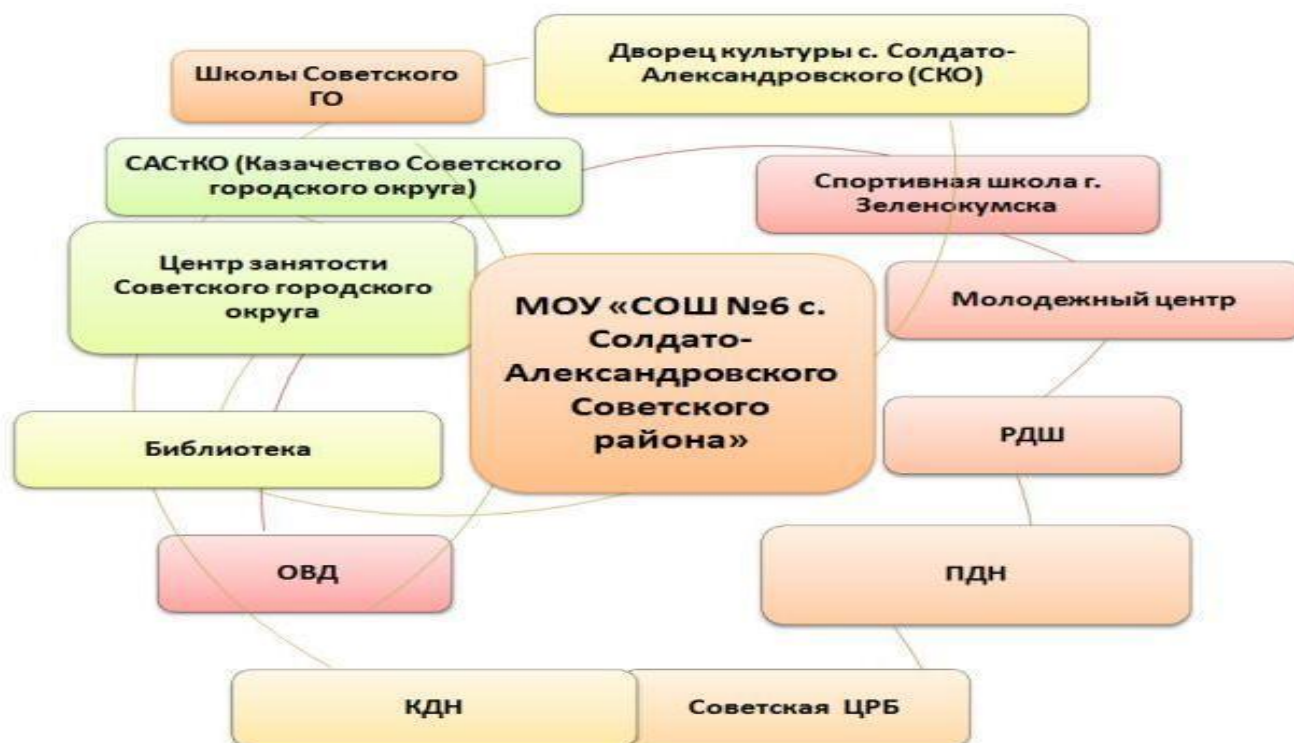 Дворец культуры с. Солдато-
Александровского (СКО)
Школы Советского
ГО
САСтКО (Казачество Советского
городского округа)
Спортивная школа г.
Зеленокумска
Центр занятости
Советского городского
округа
МОУ «СОШ №6 с.
Солдато-
Александровского
Советского
района»
Молодежный центр
РДШ
Библиотека
ОВД
ПДН
КДН
Советская ЦРБ